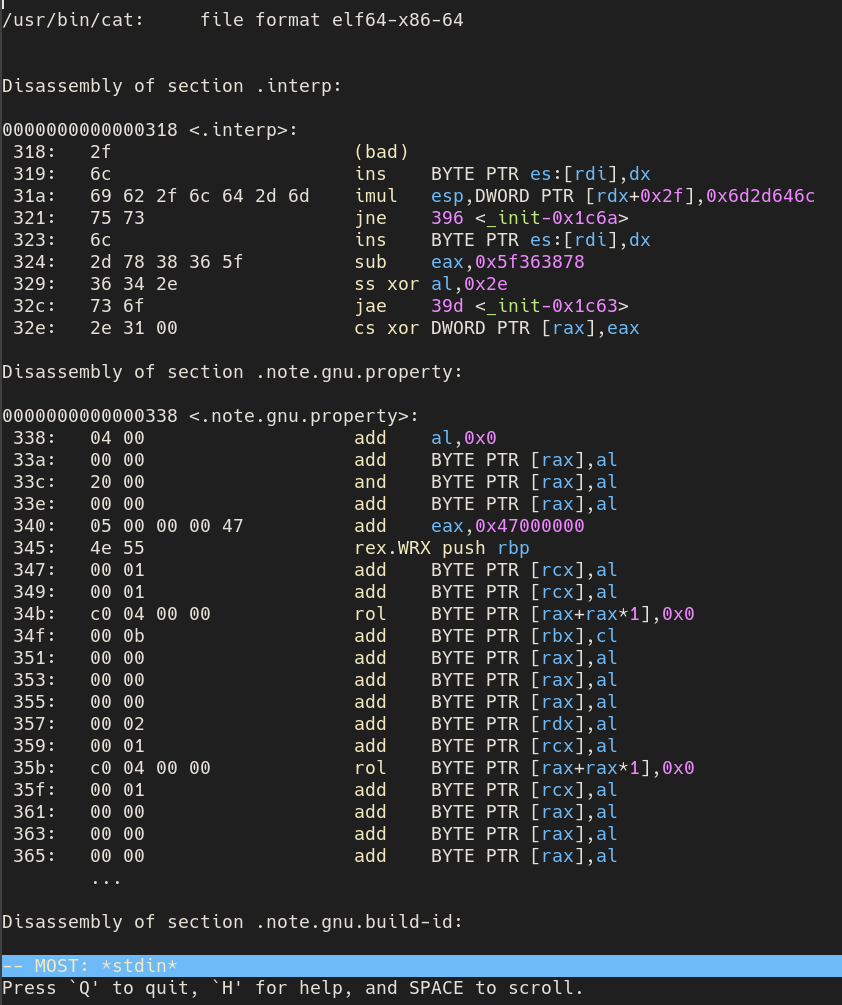 /usr/bin/cat:     file format elf64-x86-64
Disassembly of section .interp:
0000000000000318 <.interp>:
 318:   2f                      (bad)
 319:   6c                      ins    BYTE PTR es:[rdi],dx
 31a:   69 62 2f 6c 64 2d 6d    imul   esp,DWORD PTR [rdx+0x2f],0x6d2d646c
 321:   75 73                   jne    396 <_init-0x1c6a>
 323:   6c                      ins    BYTE PTR es:[rdi],dx
 324:   2d 78 38 36 5f          sub    eax,0x5f363878
 329:   36 34 2e                ss xor al,0x2e
 32c:   73 6f                   jae    39d <_init-0x1c63>
 32e:   2e 31 00                cs xor DWORD PTR [rax],eax
Disassembly of section .note.gnu.property:
0000000000000338 <.note.gnu.property>:
 338:   04 00                   add    al,0x0
 33a:   00 00                   add    BYTE PTR [rax],al
 33c:   20 00                   and    BYTE PTR [rax],al
 33e:   00 00                   add    BYTE PTR [rax],al
 340:   05 00 00 00 47          add    eax,0x47000000
 345:   4e 55                   rex.WRX push rbp
 347:   00 01                   add    BYTE PTR [rcx],al
 349:   00 01                   add    BYTE PTR [rcx],al
 34b:   c0 04 00 00             rol    BYTE PTR [rax+rax*1],0x0
 34f:   00 0b                   add    BYTE PTR [rbx],cl
 351:   00 00                   add    BYTE PTR [rax],al
 353:   00 00                   add    BYTE PTR [rax],al
 355:   00 00                   add    BYTE PTR [rax],al
 357:   00 02                   add    BYTE PTR [rdx],al
 359:   00 01                   add    BYTE PTR [rcx],al
 35b:   c0 04 00 00             rol    BYTE PTR [rax+rax*1],0x0
 35f:   00 01                   add    BYTE PTR [rcx],al
 361:   00 00                   add    BYTE PTR [rax],al
 363:   00 00                   add    BYTE PTR [rax],al
 365:   00 00                   add    BYTE PTR [rax],al
        ...
Disassembly of section .note.gnu.build-id:
-- MOST: *stdin*
Press `Q' to quit, `H' for help, and SPACE to scroll.